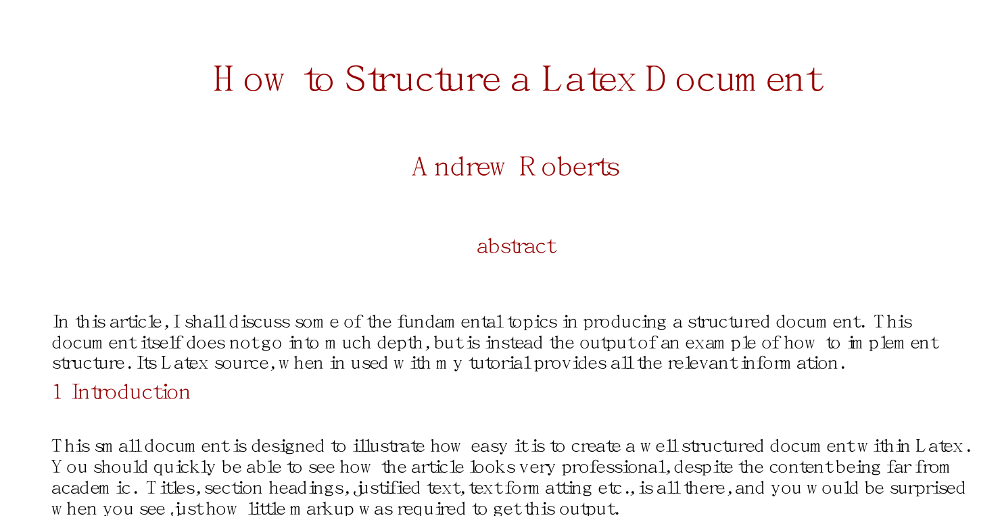 How to Structure a Latex Document
Andrew Roberts
abstract
In this article, I shall discuss some of the fundamental topics in producing a structured document. This
document itself does not go into much depth, but is instead the output of an example of how to implement
structure. Its Latex source, when in used with my tutorial provides all the relevant information.
1 Introduction
This small document is designed to illustrate how easy it is to create a well structured document within Latex.
You should quickly be able to see how the article looks very professional, despite the content being far from
academic. Titles, section headings, justified text, text formatting etc., is all there, and you would be surprised
when you see just how little markup was required to get this output.